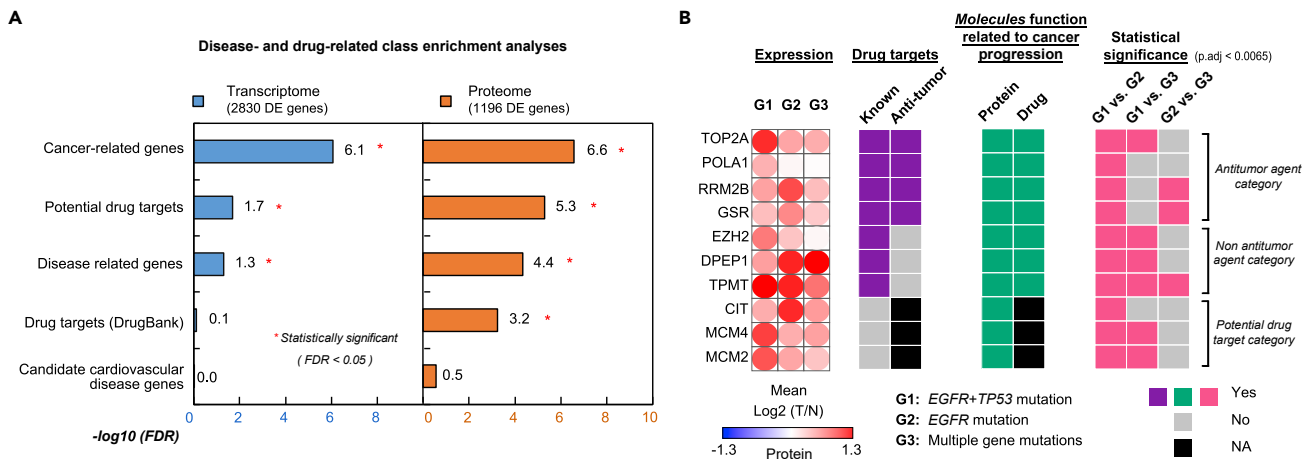 A
Disease- and drug-related class enrichment analyses
Transcriptome
(2830 DE genes)
Proteome
(1196 DE genes)
Cancer-related genes
6.1 *
6.6 *
Potential drug targets
1.7 *
5.3 *
Disease related genes
1.3 *
4.4 *
Drug targets (DrugBank)
0.1
3.2 *
* Statistically significant
( FDR < 0.05 )
Candidate cardiovascular
disease genes
0.0
0.5
0 2 4 6 8
0 2 4 6 8 10
-log10 (FDR)
B
Expression
Drug targets
Molecules function
related to cancer
progression
Statistical
significance (p.adj < 0.0065)
G1 G2 G3
Known
Anti-tumor
Protein
Drug
G1 vs. G2
G1 vs. G3
G2 vs. G3
TOP2A
POLA1
RRM2B
GSR
EZH2
DPEP1
TPMT
CIT
MCM4
MCM2
Antitumor agent
category
Non antitumor
agent category
Potential drug
target category
Mean
Log2 (T/N)
-1.3
Protein
1.3
G1: EGFR+TP53 mutation
G2: EGFR mutation
G3: Multiple gene mutations
Yes
No
NA